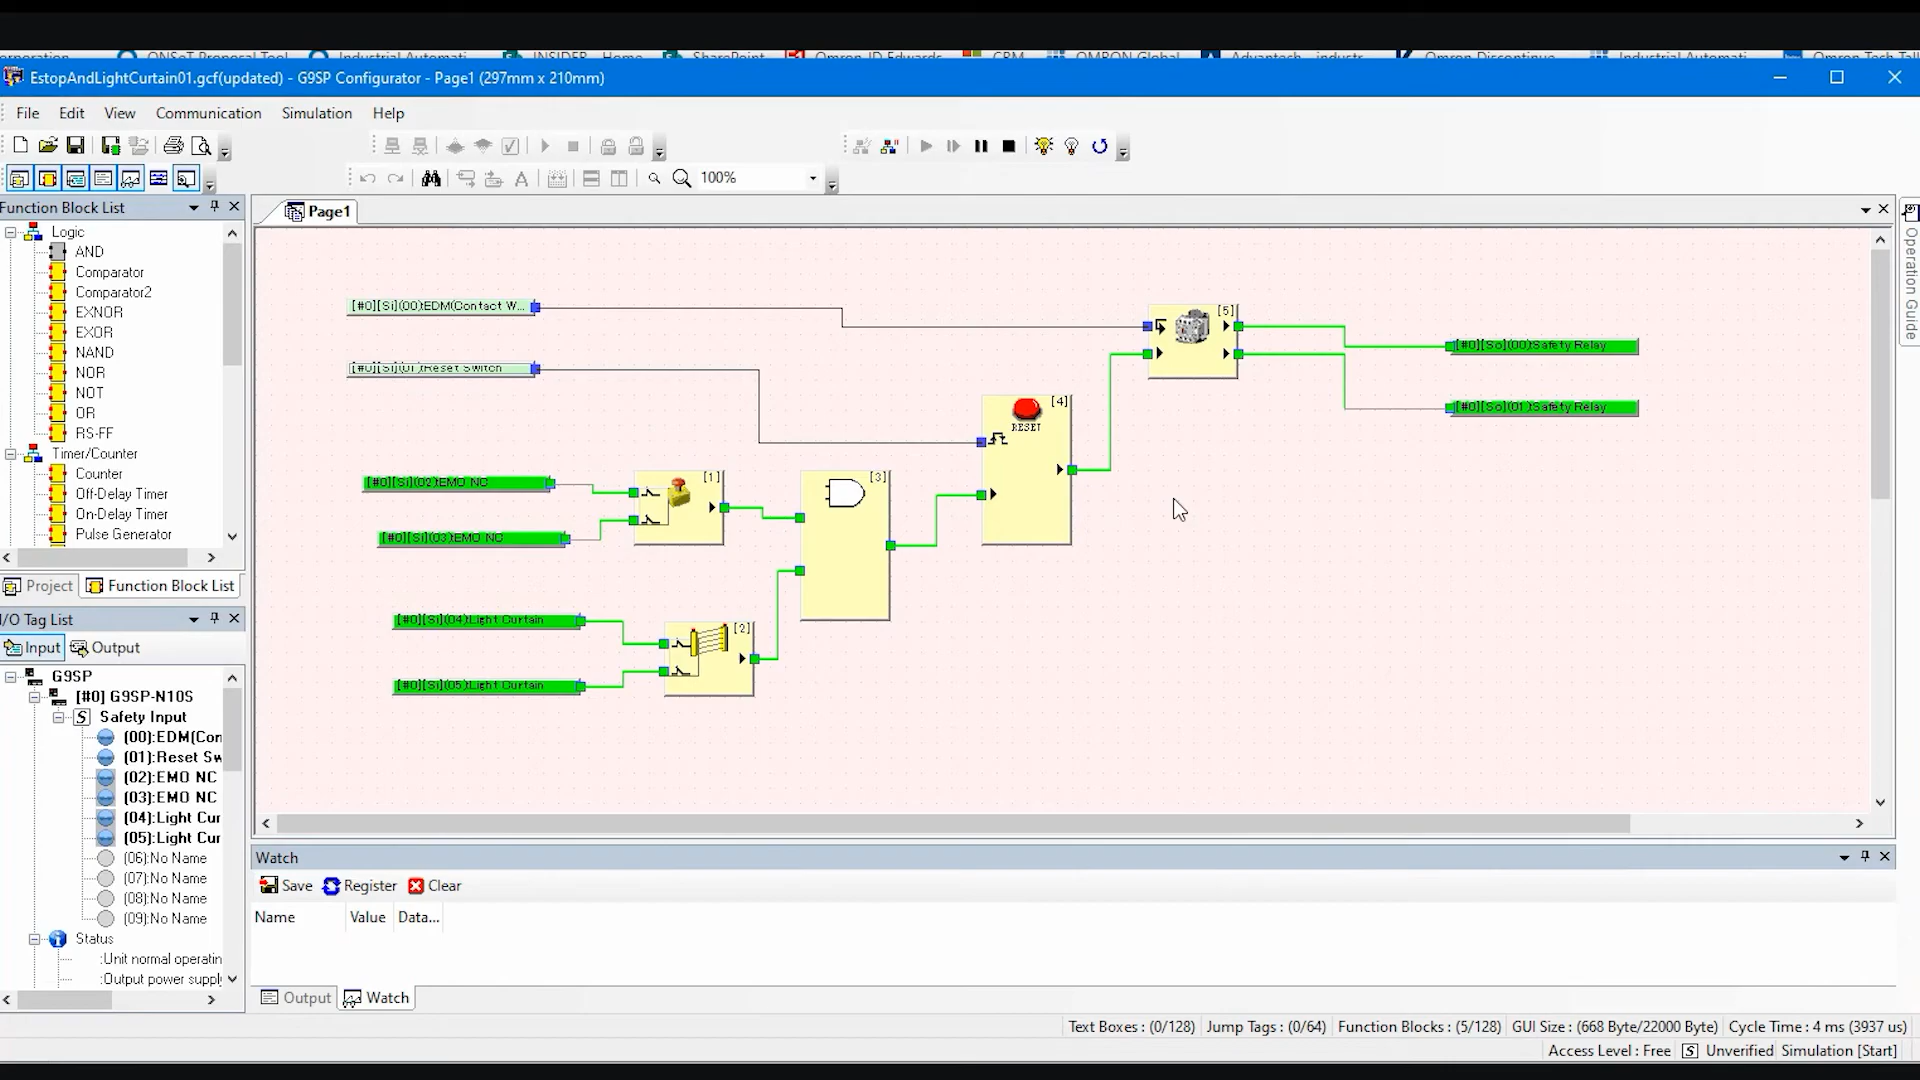 EstopAndLightCurtain01.gcf(updated) - G9SP Configurator - Page1 (297mm x 210mm)
File Edit View Communication Simulation Help
100%
Function Block List
Page1
Logic
AND
Comparator
Comparator2
EXNOR
EXOR
NAND
NOR
NOT
OR
RS-FF
Timer/Counter
Counter
Off-Delay Timer
On-Delay Timer
Pulse Generator
Project Function Block List
I/O Tag List
Input Output
G9SP
[#0] G9SP-N10S
Safety Input
(00):EDM(Con
(01):Reset Sw
(02):EMO NC
(03):EMO NC
(04):Light Cur
(05):Light Cur
(06):No Name
(07):No Name
(08):No Name
(09):No Name
Status
:Unit normal operatin
:Output power suppl
[#0][Si](00):EDM(Contact W...
[#0][Si](01):Reset Switch
[#0][Si](02):EMO NC
[#0][Si](03):EMO NC
[#0][Si](04):Light Curtain
[#0][Si](05):Light Curtain
[1]
[2]
[3]
[4]
RESET
[5]
[#0][So](00):Safety Relay
[#0][So](01):Safety Relay
Operation Guide
Watch
Save Register Clear
Name Value Data...
Output Watch
Text Boxes : (0/128) Jump Tags : (0/64) Function Blocks : (5/128) GUI Size : (668 Byte/22000 Byte) Cycle Time : 4 ms (3937 us)
Access Level : Free Unverified Simulation [Start]